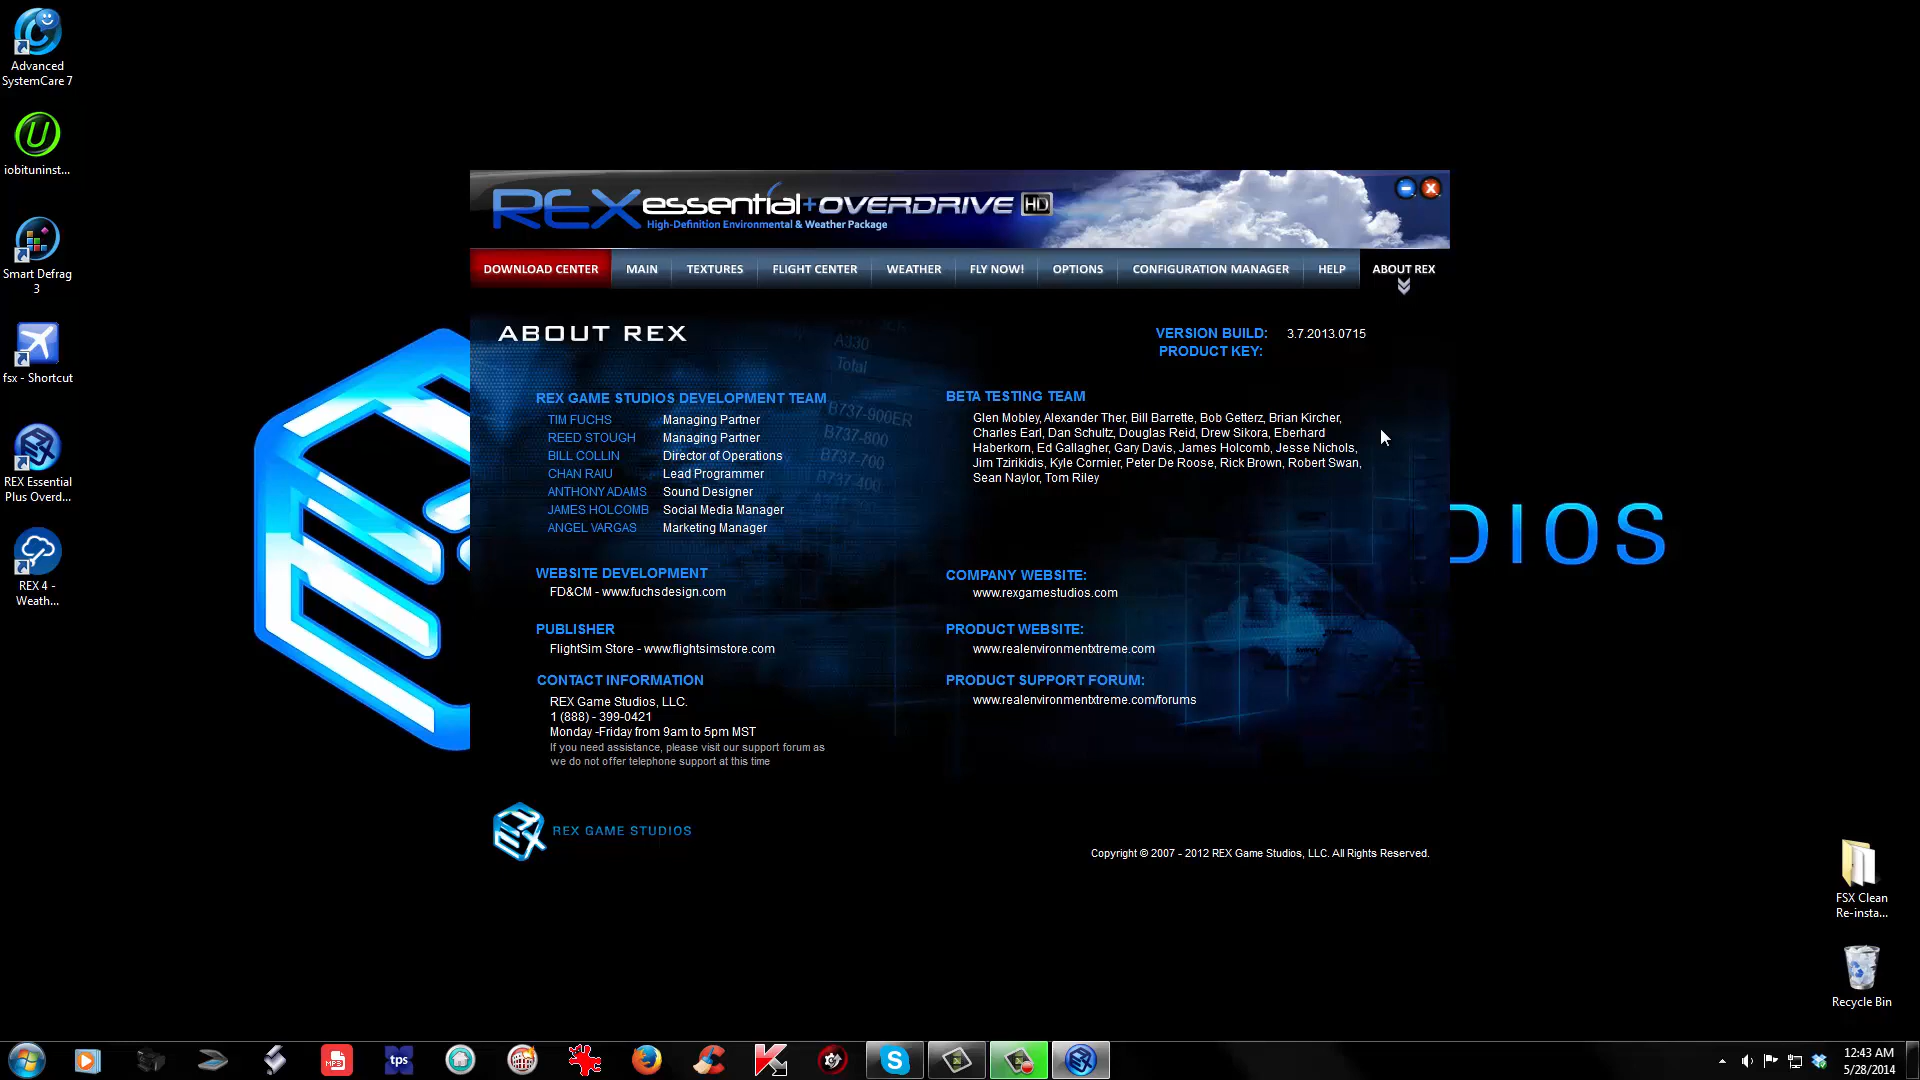 Advanced
SystemCare 7
iobituninst...
Smart Defrag
3
fsx - Shortcut
REX Essential
Plus Overd...
REX 4 -
Weath...
REX essential+OVERDRIVE HD
High-Definition Environmental & Weather Package
DOWNLOAD CENTER MAIN TEXTURES FLIGHT CENTER WEATHER FLY NOW! OPTIONS CONFIGURATION MANAGER HELP ABOUT REX
ABOUT REX
VERSION BUILD: 3.7.2013.0715
PRODUCT KEY:
A330
Total
B737-900ER
B737-800
B737-700
B737-400
REX GAME STUDIOS DEVELOPMENT TEAM
TIM FUCHS Managing Partner
REED STOUGH Managing Partner
BILL COLLIN Director of Operations
CHAN RAIU Lead Programmer
ANTHONY ADAMS Sound Designer
JAMES HOLCOMB Social Media Manager
ANGEL VARGAS Marketing Manager
BETA TESTING TEAM
Glen Mobley, Alexander Ther, Bill Barrette, Bob Getterz, Brian Kircher,
Charles Earl, Dan Schultz, Douglas Reid, Drew Sikora, Eberhard
Haberkorn, Ed Gallagher, Gary Davis, James Holcomb, Jesse Nichols,
Jim Tzirikidis, Kyle Cormier, Peter De Roose, Rick Brown, Robert Swan,
Sean Naylor, Tom Riley
WEBSITE DEVELOPMENT
FD&CM - www.fuchsdesign.com
COMPANY WEBSITE:
www.rexgamestudios.com
PUBLISHER
FlightSim Store - www.flightsimstore.com
PRODUCT WEBSITE:
www.realenvironmentxtreme.com
CONTACT INFORMATION
REX Game Studios, LLC.
1 (888) - 399-0421
Monday -Friday from 9am to 5pm MST
If you need assistance, please visit our support forum as
we do not offer telephone support at this time
PRODUCT SUPPORT FORUM:
www.realenvironmentxtreme.com/forums
REX GAME STUDIOS
Copyright © 2007 - 2012 REX Game Studios, LLC. All Rights Reserved.
DIOS
FSX Clean
Re-insta...
Recycle Bin
MP3
tps
12:43 AM
5/28/2014